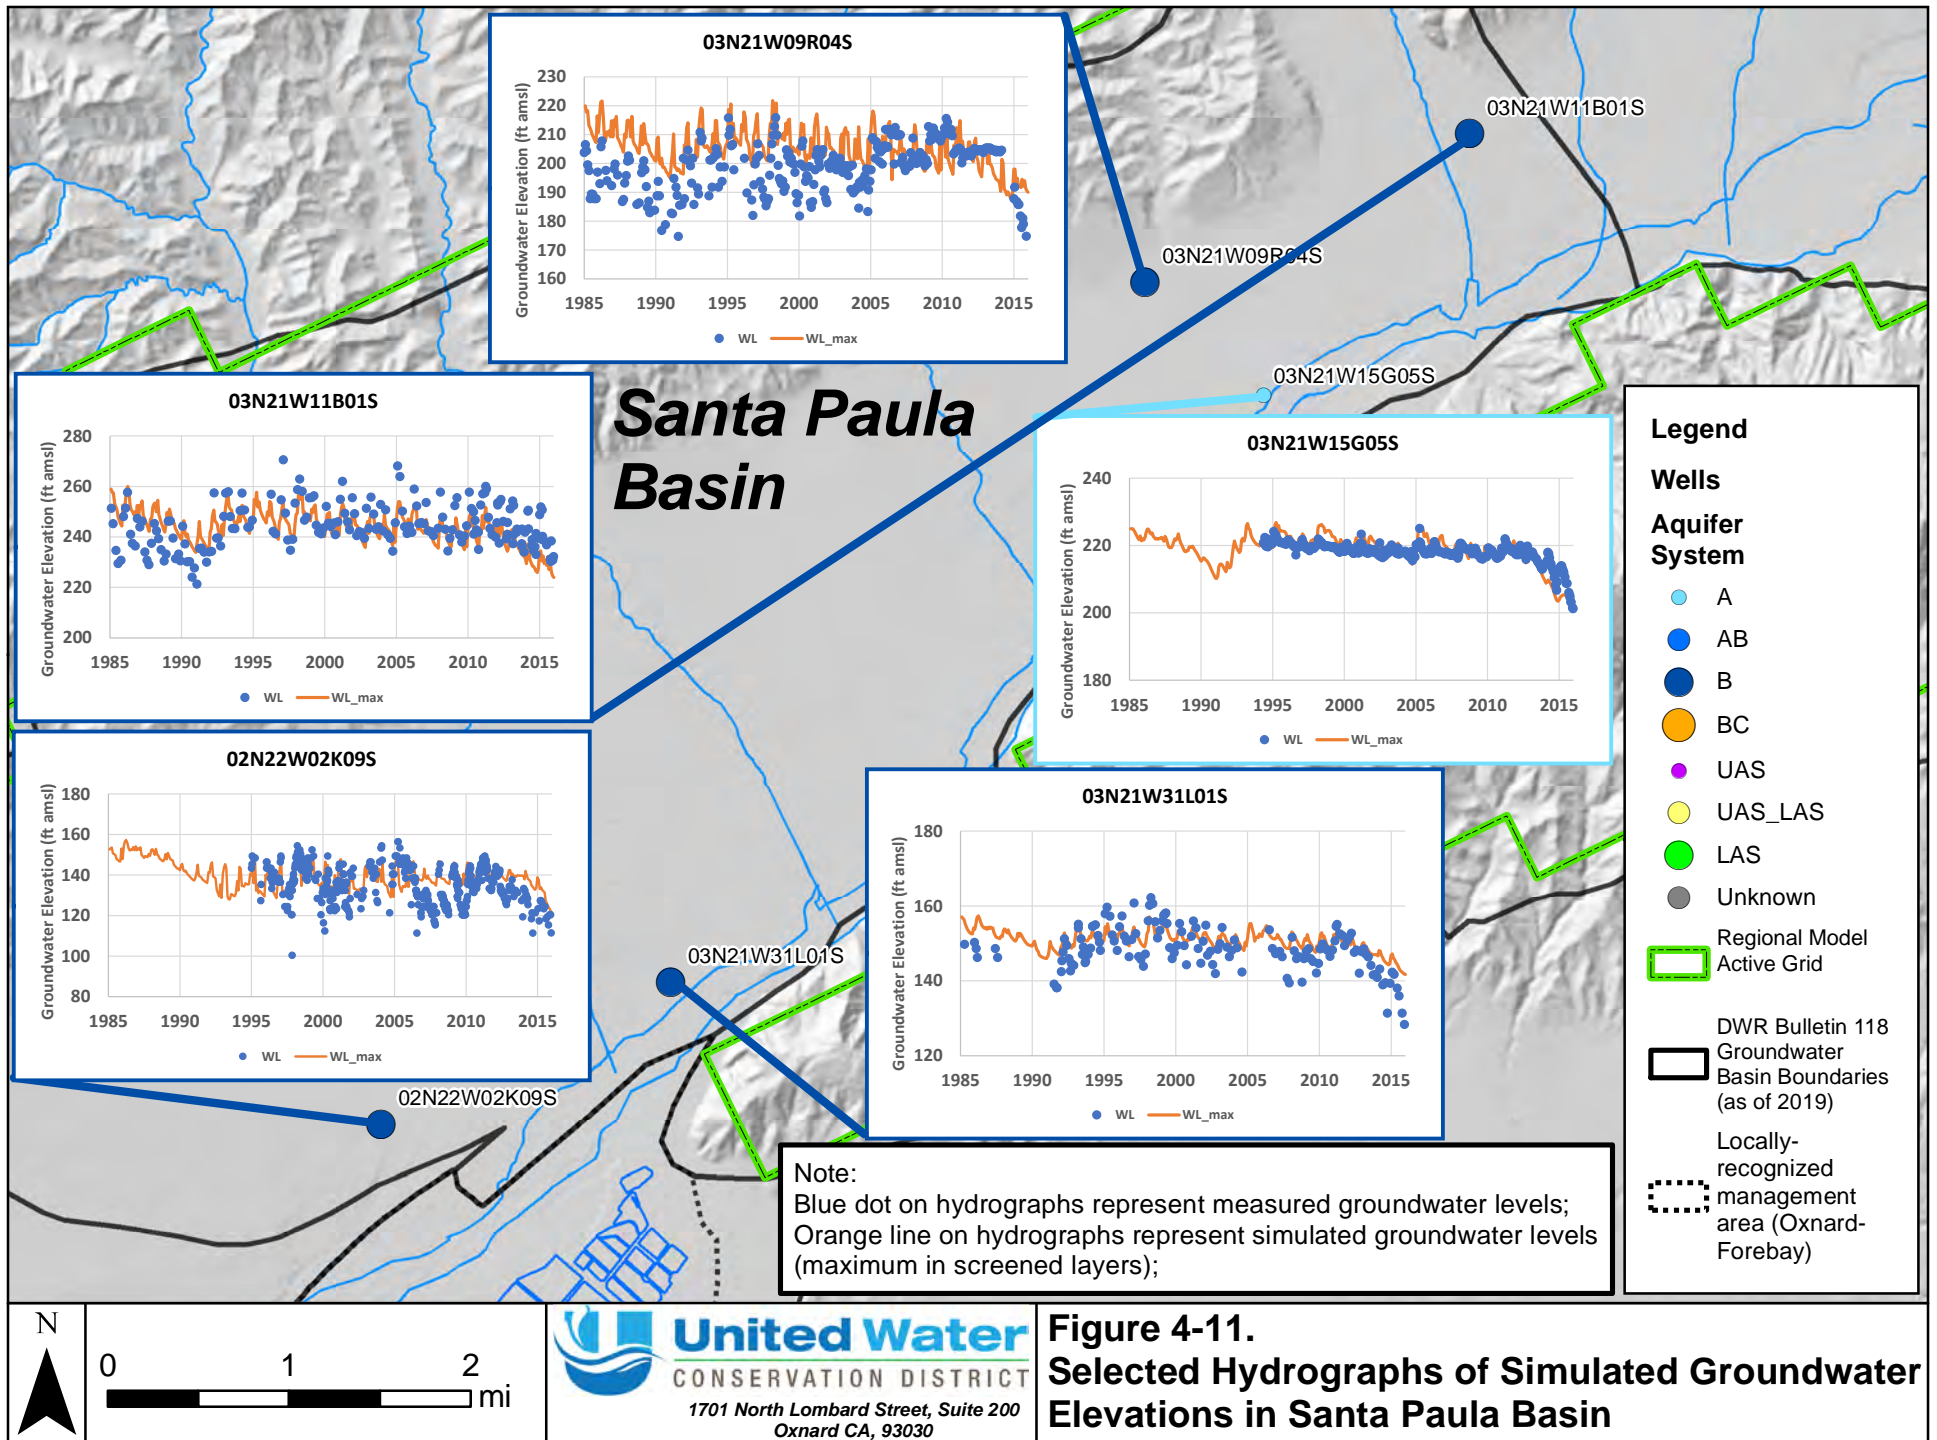 03N21W09R04S
Groundwater Elevation (ft amsl)
230
220
210
200
190
180
170
160
1985 1990 1995 2000 2005 2010 2015
WL WL_max
03N21W11B01S
03N21W09R04S
03N21W15G05S
Santa Paula
Basin
03N21W11B01S
Groundwater Elevation (ft amsl)
280
260
240
220
200
1985 1990 1995 2000 2005 2010 2015
WL WL_max
03N21W15G05S
Groundwater Elevation (ft amsl)
240
220
200
180
1985 1990 1995 2000 2005 2010 2015
WL WL_max
02N22W02K09S
Groundwater Elevation (ft amsl)
180
160
140
120
100
80
1985 1990 1995 2000 2005 2010 2015
WL WL_max
03N21W31L01S
Groundwater Elevation (ft amsl)
180
160
140
120
1985 1990 1995 2000 2005 2010 2015
WL WL_max
03N21W31L01S
02N22W02K09S
Legend
Wells
Aquifer
System
A
AB
B
BC
UAS
UAS_LAS
LAS
Unknown
Regional Model
Active Grid
DWR Bulletin 118
Groundwater
Basin Boundaries
(as of 2019)
Locally-
recognized
management
area (Oxnard-
Forebay)
Note:
Blue dot on hydrographs represent measured groundwater levels;
Orange line on hydrographs represent simulated groundwater levels
(maximum in screened layers);
N
0 1 2
mi
United Water
CONSERVATION DISTRICT
1701 North Lombard Street, Suite 200
Oxnard CA, 93030
Figure 4-11.
Selected Hydrographs of Simulated Groundwater
Elevations in Santa Paula Basin